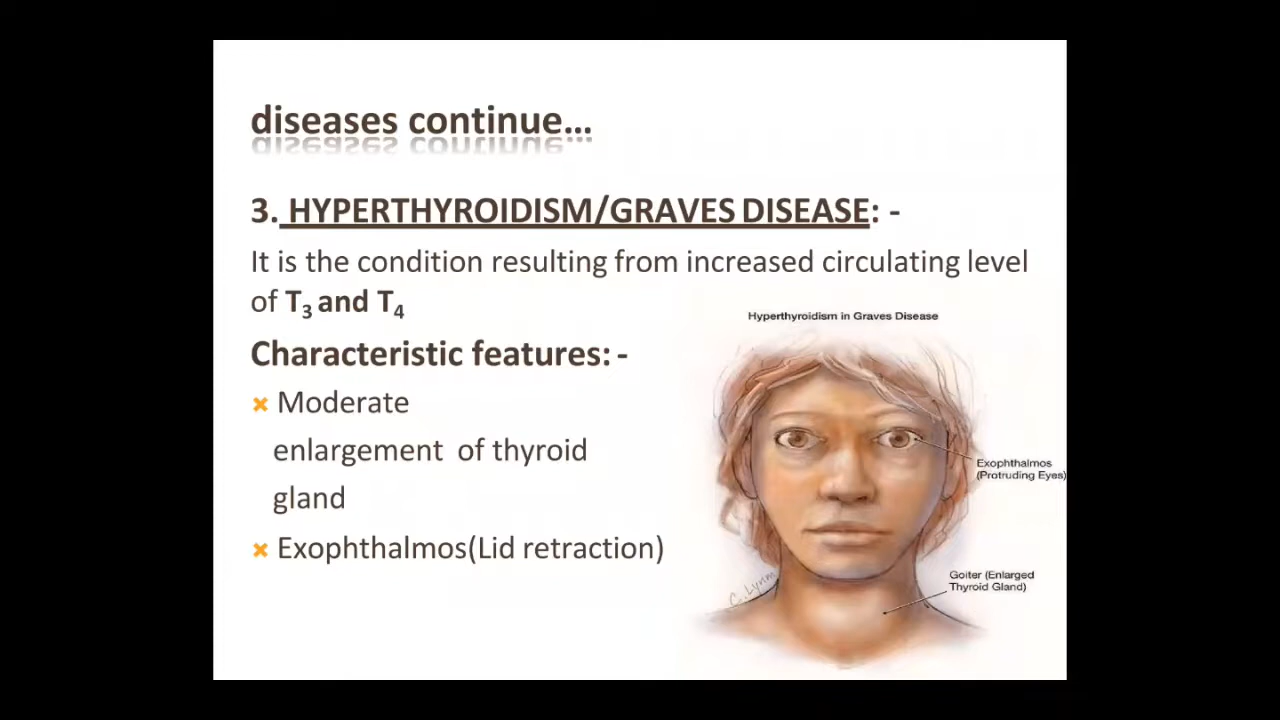 diseases continue...
3. HYPERTHYROIDISM/GRAVES DISEASE: -
It is the condition resulting from increased circulating level
of T₃ and T₄
Hyperthyroidism in Graves Disease
Characteristic features: -
Moderate
enlargement of thyroid
gland
Exophthalmos(Lid retraction)
Exophthalmos
(Protruding Eyes)
Goiter (Enlarged
Thyroid Gland)
C. Lynm